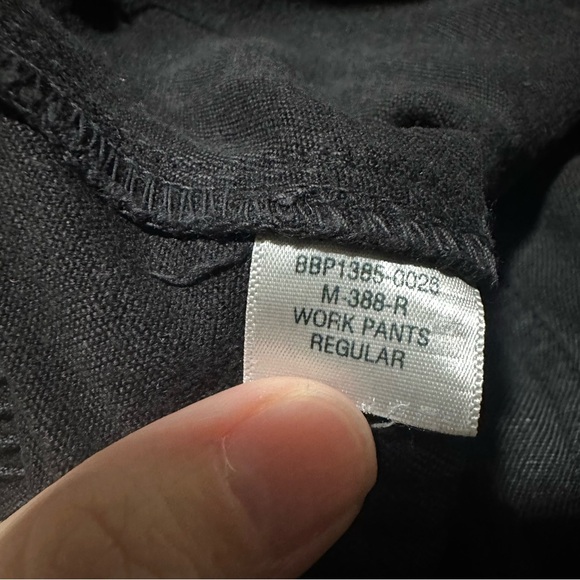 BBP1385-0023
M-388-R
WORK PANTS
REGULAR